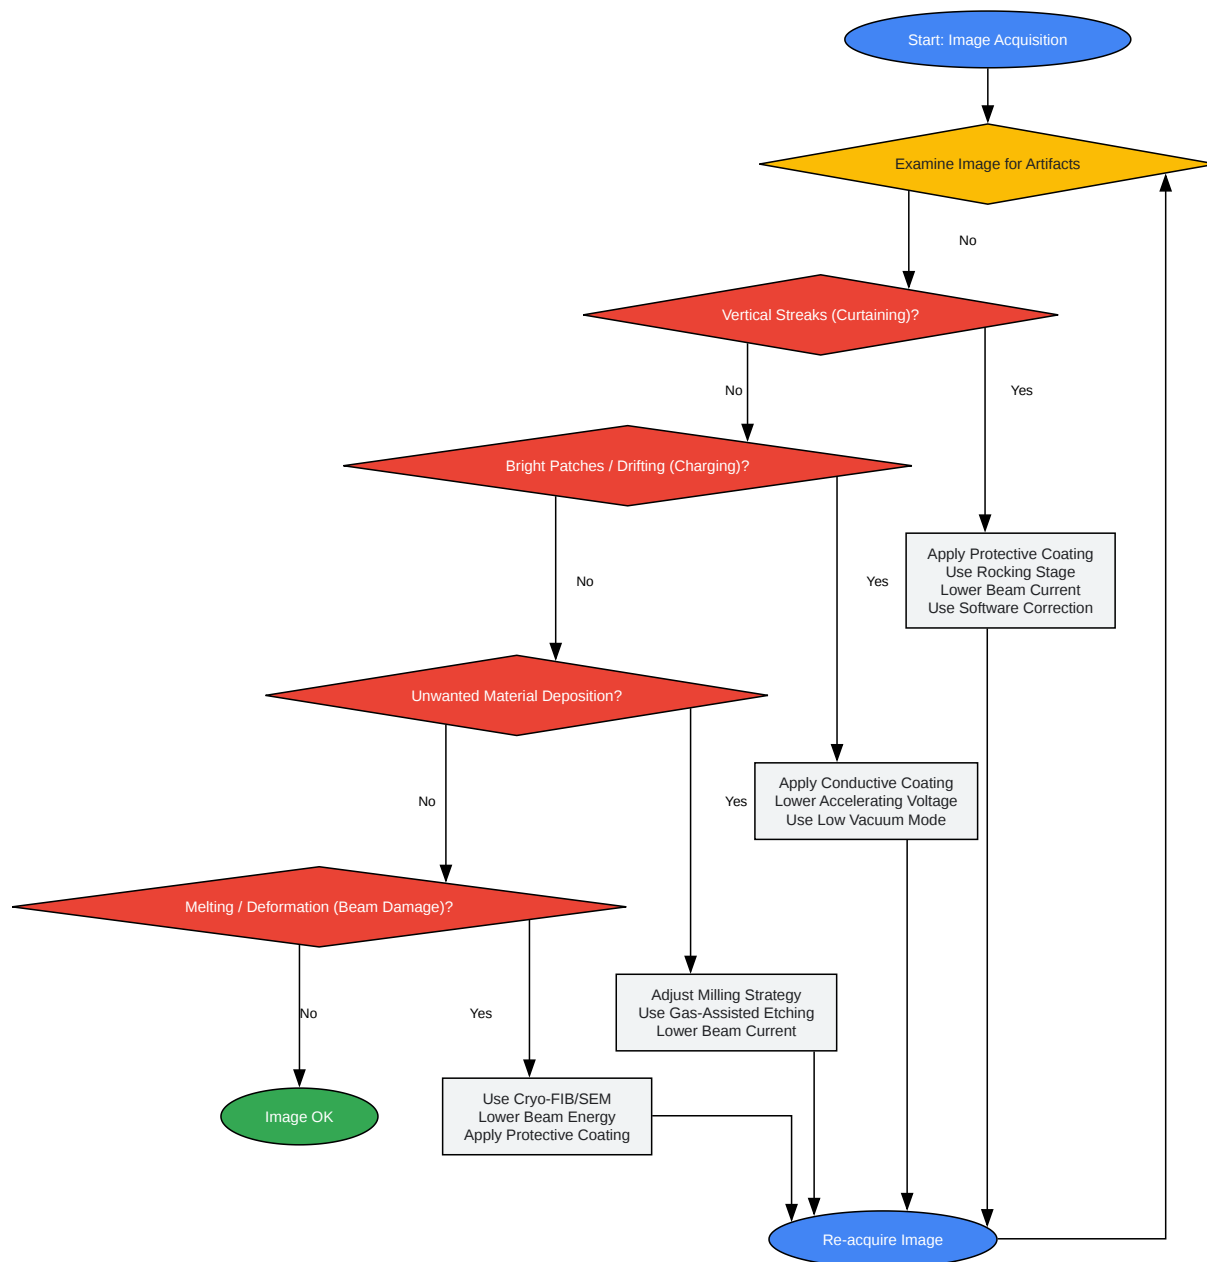 Start: Image Acquisition
Examine Image for Artifacts
No
Vertical Streaks (Curtaining)?
No
Yes
Bright Patches / Drifting (Charging)?
Apply Protective Coating
Use Rocking Stage
Lower Beam Current
Use Software Correction
No
Yes
Unwanted Material Deposition?
Apply Conductive Coating
Lower Accelerating Voltage
Use Low Vacuum Mode
No
Yes
Melting / Deformation (Beam Damage)?
Adjust Milling Strategy
Use Gas-Assisted Etching
Lower Beam Current
No
Yes
Image OK
Use Cryo-FIB/SEM
Lower Beam Energy
Apply Protective Coating
Re-acquire Image